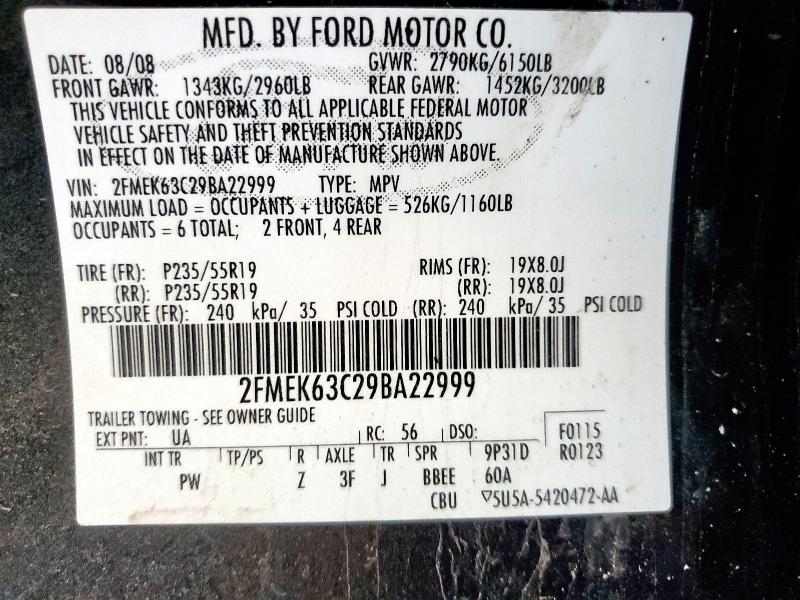 MFD. BY FORD MOTOR CO.
DATE: 08/08 GVWR: 2790KG/6150LB
FRONT GAWR: 1343KG/2960LB REAR GAWR: 1452KG/3200LB
THIS VEHICLE CONFORMS TO ALL APPLICABLE FEDERAL MOTOR
VEHICLE SAFETY AND THEFT PREVENTION STANDARDS
IN EFFECT ON THE DATE OF MANUFACTURE SHOWN ABOVE.
VIN: 2FMEK63C29BA22999 TYPE: MPV
MAXIMUM LOAD = OCCUPANTS + LUGGAGE = 526KG/1160LB
OCCUPANTS = 6 TOTAL; 2 FRONT, 4 REAR
TIRE (FR): P235/55R19 RIMS (FR): 19X8.0J
(RR): P235/55R19 (RR): 19X8.0J
PRESSURE (FR): 240 kPa/ 35 PSI COLD (RR): 240 kPa/ 35 PSI COLD
2FMEK63C29BA22999
TRAILER TOWING - SEE OWNER GUIDE
EXT PNT: UA RC: 56 DSO: F0115
INT TR TP/PS R AXLE TR SPR 9P31D R0123
PW Z 3F J BBEE 60A
CBU ▽5U5A-5420472-AA